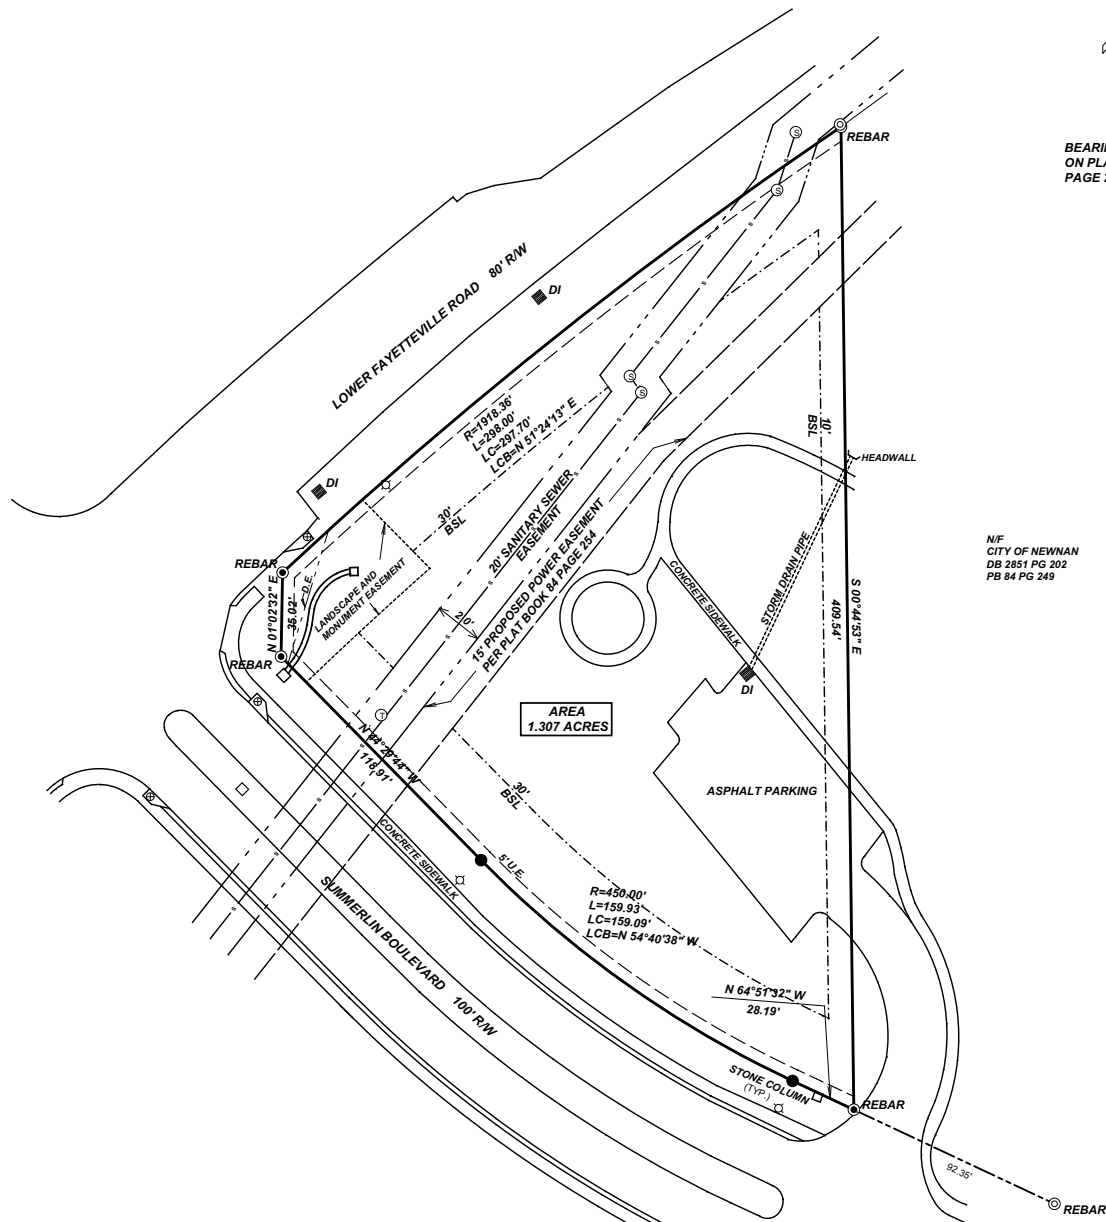 REBAR
BEARI
ON PLA
PAGE
LOWER FAYETTEVILLE ROAD 80' R/W
DI
R=1918.36'
L=298.00'
LC=297.70'
LCB=N 51°24'13" E
10'
BSL
HEADWALL
DI
30'
BSL
20' SANITARY SEWER
EASEMENT
15' PROPOSED POWER EASEMENT
PER PLAT BOOK 84 PAGE 254
STORM DRAIN PIPE
N/F
CITY OF NEWNAN
DB 2851 PG 202
PB 84 PG 249
REBAR
N 01°02'32" E
35.02'
D.E.
LANDSCAPE AND
MONUMENT EASEMENT
20'
CONCRETE SIDEWALK
S 00°44'53" E
409.54'
REBAR
DI
AREA
1.307 ACRES
N 44°29'44" W
118.91'
30'
BSL
ASPHALT PARKING
CONCRETE SIDEWALK
5' U.E.
SUMMERLIN BOULEVARD 100' R/W
R=450.00'
L=159.93'
LC=159.09'
LCB=N 54°40'38" W
N 64°51'32" W
28.19'
STONE COLUMN
(TYP.)
REBAR
92.35'
REBAR
S
S
S
S
T